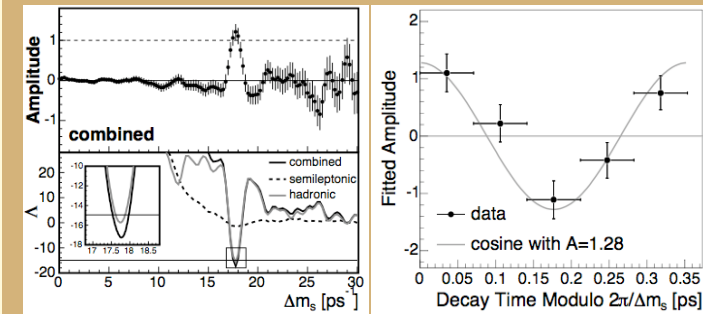 Amplitude
1
0
-1
combined
Λ
20
10
0
-10
-15
-20
combined
semileptonic
hadronic
-10
-12
-14
-16
-18
17 17.5 18 18.5
0 5 10 15 20 25 30
Δms [ps-1]
Fitted Amplitude
2
1
0
-1
-2
data
cosine with A=1.28
0 0.05 0.1 0.15 0.2 0.25 0.3 0.35
Decay Time Modulo 2π/Δms [ps]